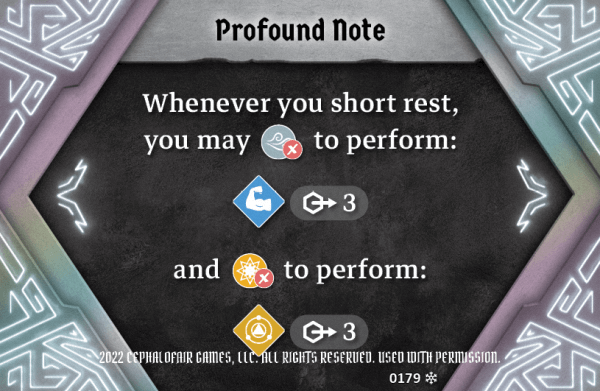 Profound Note
Whenever you short rest,
you may to perform:
3
and to perform:
3
2022 CEPHALOFAIR GAMES, LLC. ALL RIGHTS RESERVED. USED WITH PERMISSION.
0179